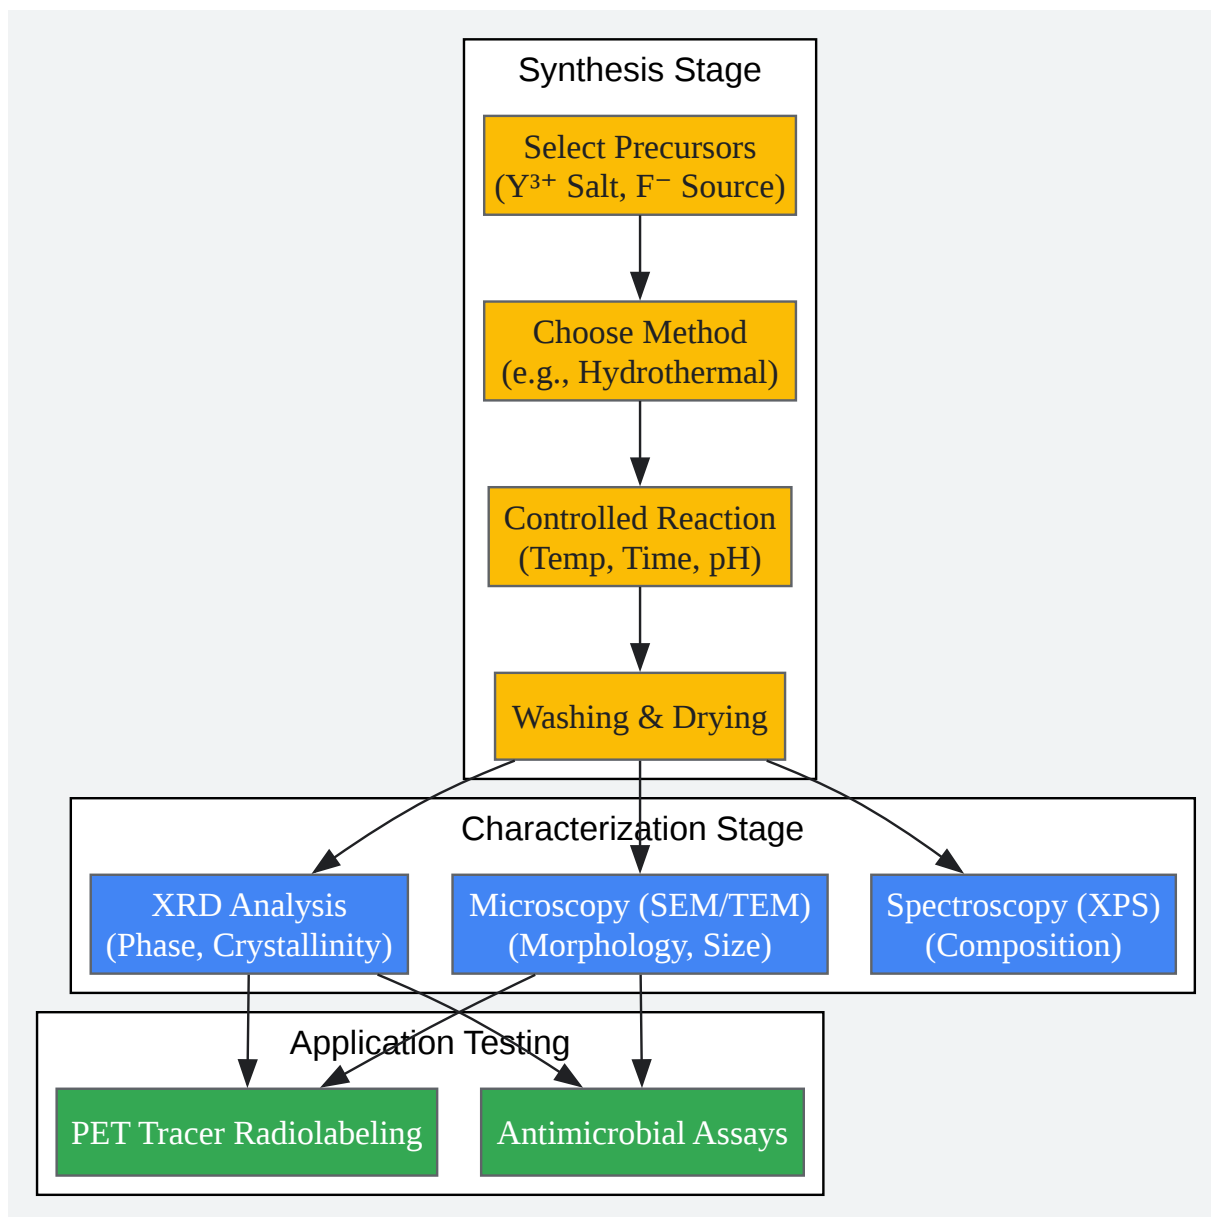 Synthesis Stage
Select Precursors
(Y³⁺ Salt, F⁻ Source)
Choose Method
(e.g., Hydrothermal)
Controlled Reaction
(Temp, Time, pH)
Washing & Drying
Characterization Stage
XRD Analysis
(Phase, Crystallinity)
Microscopy (SEM/TEM)
(Morphology, Size)
Spectroscopy (XPS)
(Composition)
Application Testing
PET Tracer Radiolabeling
Antimicrobial Assays